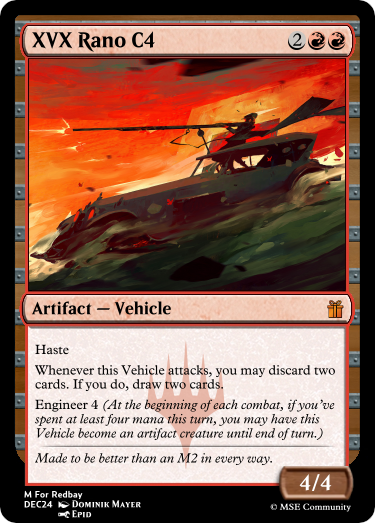 XVX Rano C4 2
Artifact — Vehicle
Haste
Whenever this Vehicle attacks, you may discard two
cards. If you do, draw two cards.
Engineer 4 (At the beginning of each combat, if you've
spent at least four mana this turn, you may have this
Vehicle become an artifact creature until end of turn.)
Made to be better than an M2 in every way.
4/4
M For Redbay
DEC24 Dominik Mayer
Epid
© MSE Community